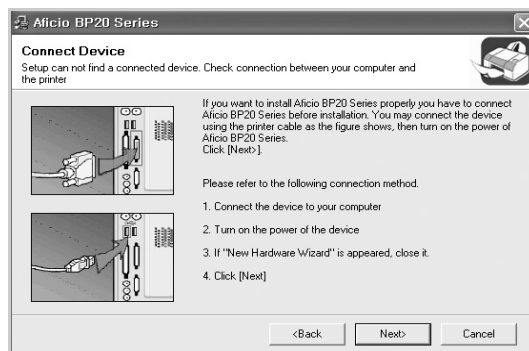 Aficio BP20 Series
Connect Device
Setup can not find a connected device. Check connection between your computer and
the printer
If you want to install Aficio BP20 Series properly you have to connect
Aficio BP20 Series before installation. You may connect the device
using the printer cable as the figure shows, then turn on the power of
Aficio BP20 Series.
Click [Next>].
Please refer to the following connection method.
1. Connect the device to your computer
2. Turn on the power of the device
3. If "New Hardware Wizard" is appeared, close it.
4. Click [Next]
<Back
Next>
Cancel